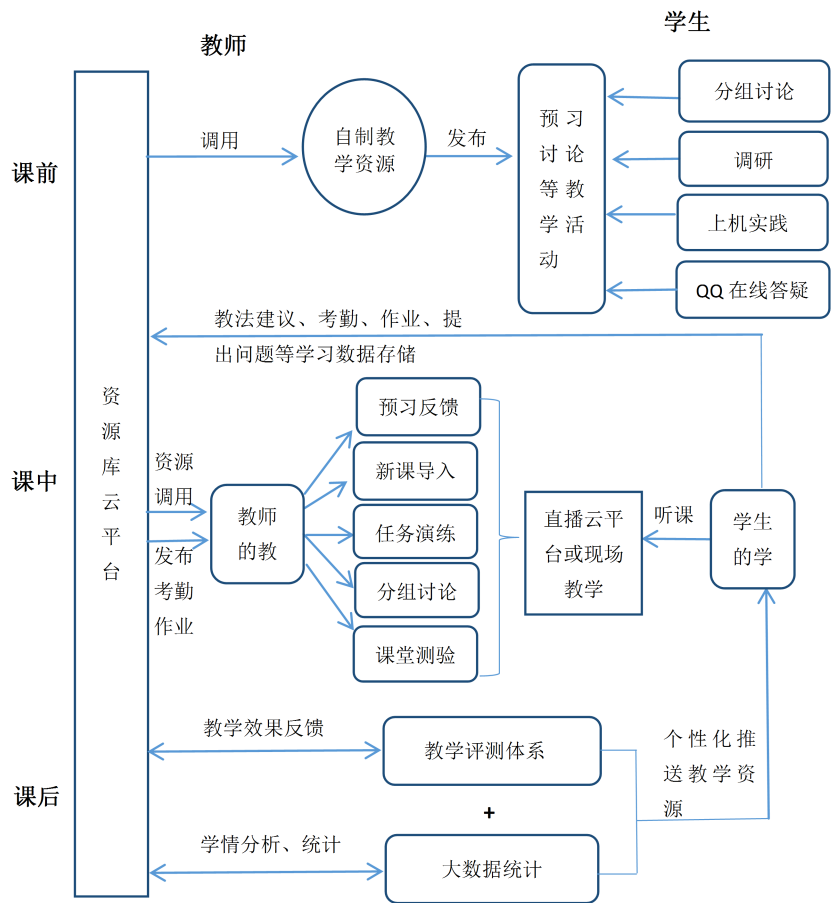 教师
学生
课前
调用
自制教
学资源
发布
预习
讨论
等教
学活
动
分组讨论
调研
上机实践
QQ在线答疑
教法建议、考勤、作业、提
出问题等学习数据存储
资
源
库
云
平
台
课中
资源
调用
发布
考勤
作业
教师
的教
预习反馈
新课导入
任务演练
分组讨论
课堂测验
直播云平
台或现场
教学
听课
学生
的学
课后
教学效果反馈
教学评测体系
+
学情分析、统计
大数据统计
个性化推
送教学资
源